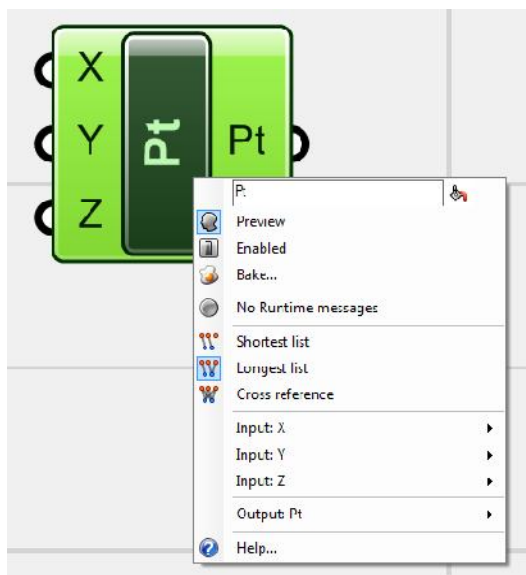 X
Y
Z
Pt
Pt
Preview
Enabled
Bake...
No Runtime messages
Shortest list
Longest list
Cross reference
Input: X
Input: Y
Input: Z
Output: Pt
Help...